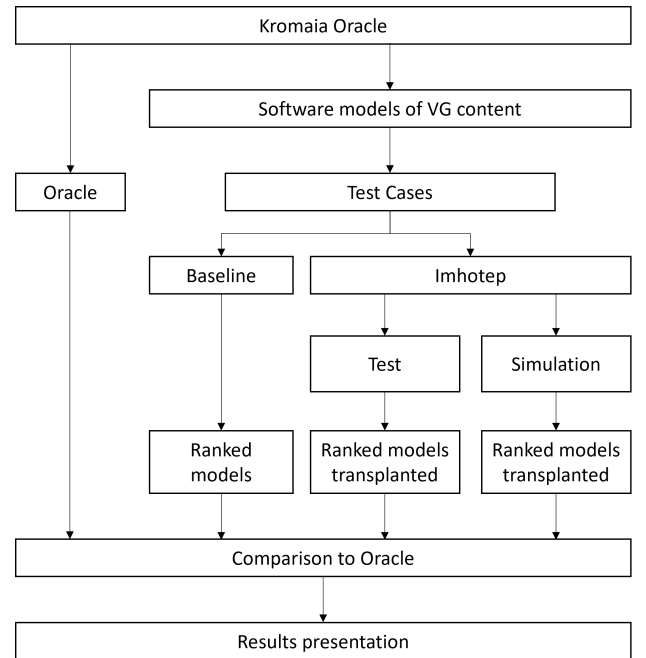 Kromaia Oracle
Software models of VG content
Oracle
Test Cases
Baseline
Imhotep
Test
Simulation
Ranked
models
Ranked models
transplanted
Ranked models
transplanted
Comparison to Oracle
Results presentation